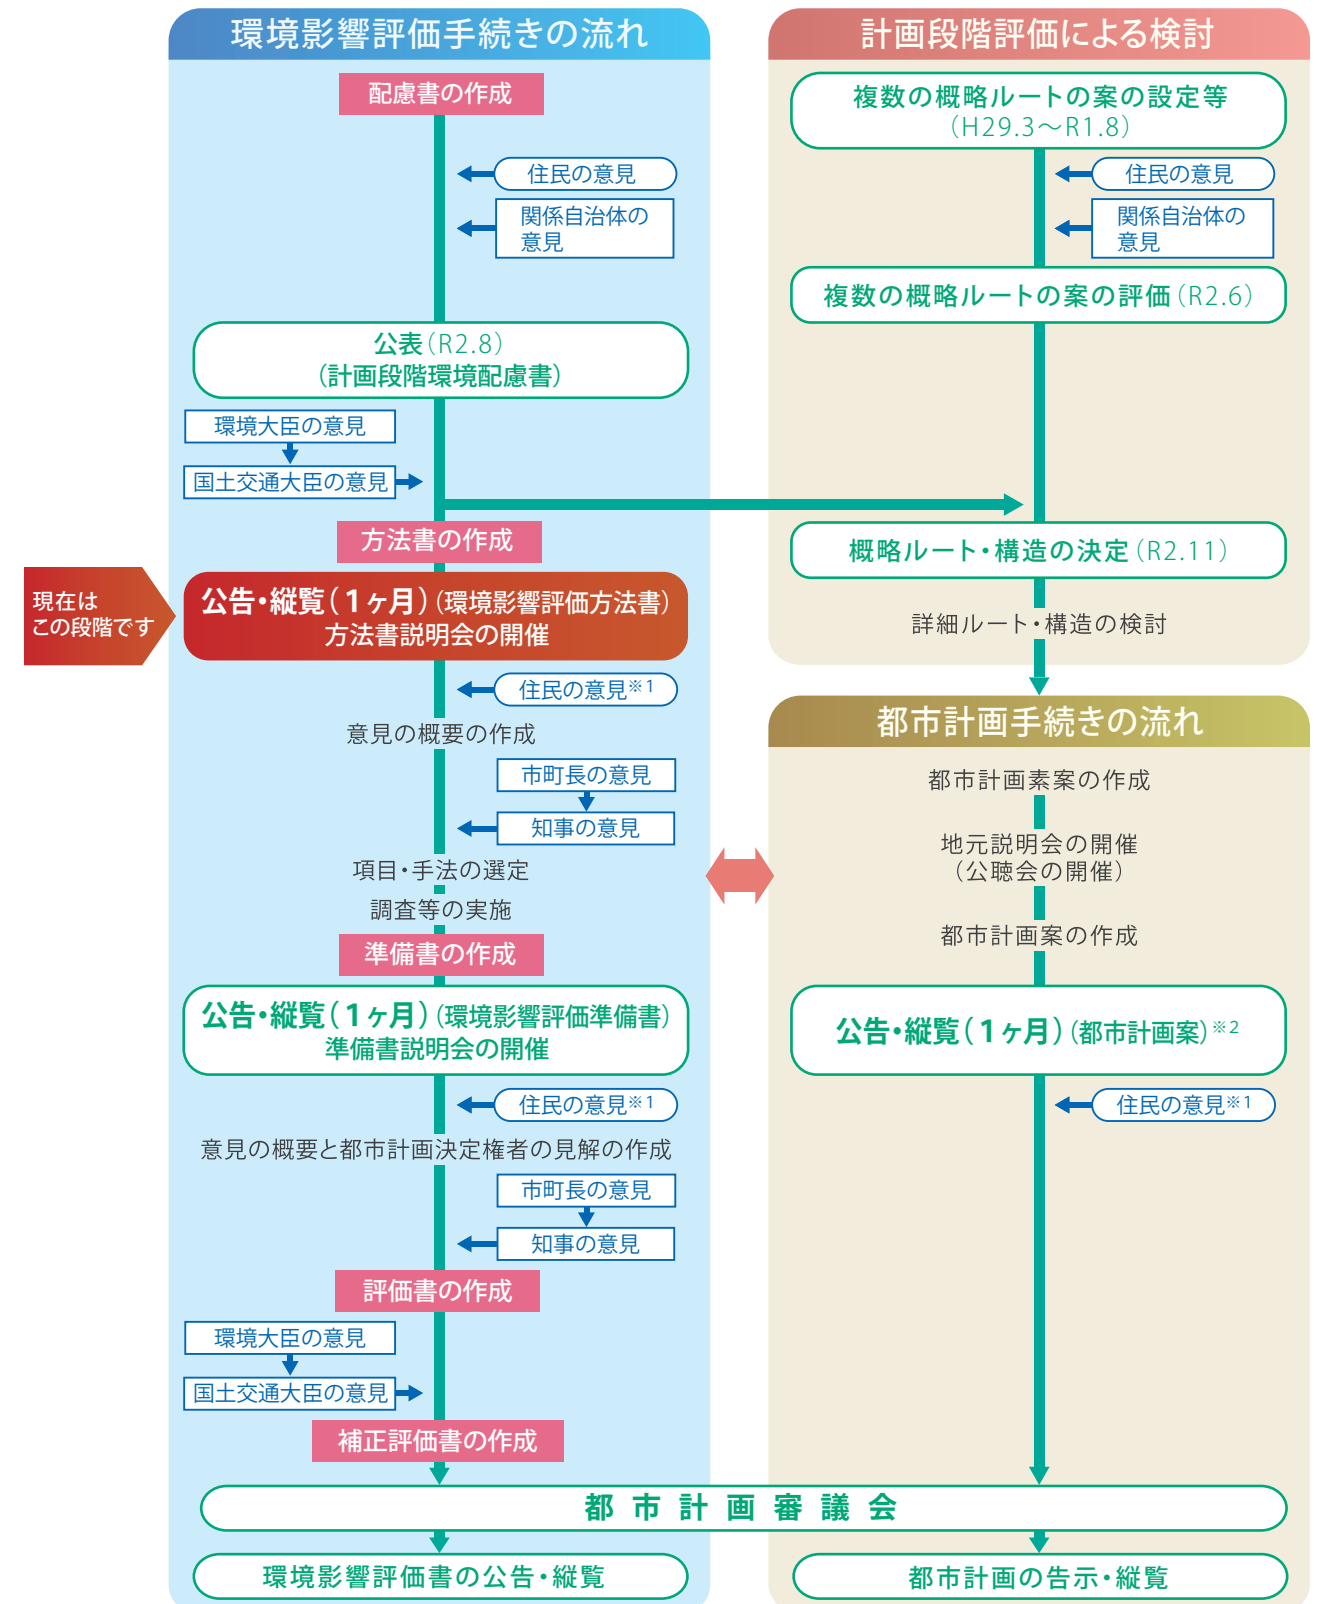 環境影響評価手続きの流れ
配慮書の作成
住民の意見
関係自治体の
意見
公表(R2.8)
(計画段階環境配慮書)
環境大臣の意見
国土交通大臣の意見
方法書の作成
現在は
この段階です
公告・縦覧(1ヶ月)(環境影響評価方法書)
方法書説明会の開催
住民の意見※1
意見の概要の作成
市町長の意見
知事の意見
項目・手法の選定
調査等の実施
準備書の作成
公告・縦覧(1ヶ月)(環境影響評価準備書)
準備書説明会の開催
住民の意見※1
意見の概要と都市計画決定権者の見解の作成
市町長の意見
知事の意見
評価書の作成
環境大臣の意見
国土交通大臣の意見
補正評価書の作成
計画段階評価による検討
複数の概略ルートの案の設定等
(H29.3～R1.8)
住民の意見
関係自治体の
意見
複数の概略ルートの案の評価(R2.6)
概略ルート・構造の決定(R2.11)
詳細ルート・構造の検討
都市計画手続きの流れ
都市計画素案の作成
地元説明会の開催
(公聴会の開催)
都市計画案の作成
公告・縦覧(1ヶ月)(都市計画案)※2
住民の意見※1
都市計画審議会
環境影響評価書の公告・縦覧
都市計画の告示・縦覧